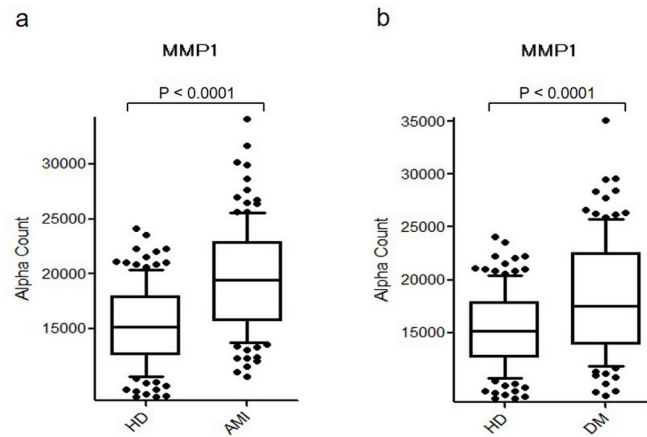 a
MMP1
P < 0.0001
Alpha Count
30000
25000
20000
15000
HD
AMI
b
MMP1
P < 0.0001
Alpha Count
35000
30000
25000
20000
15000
HD
DM